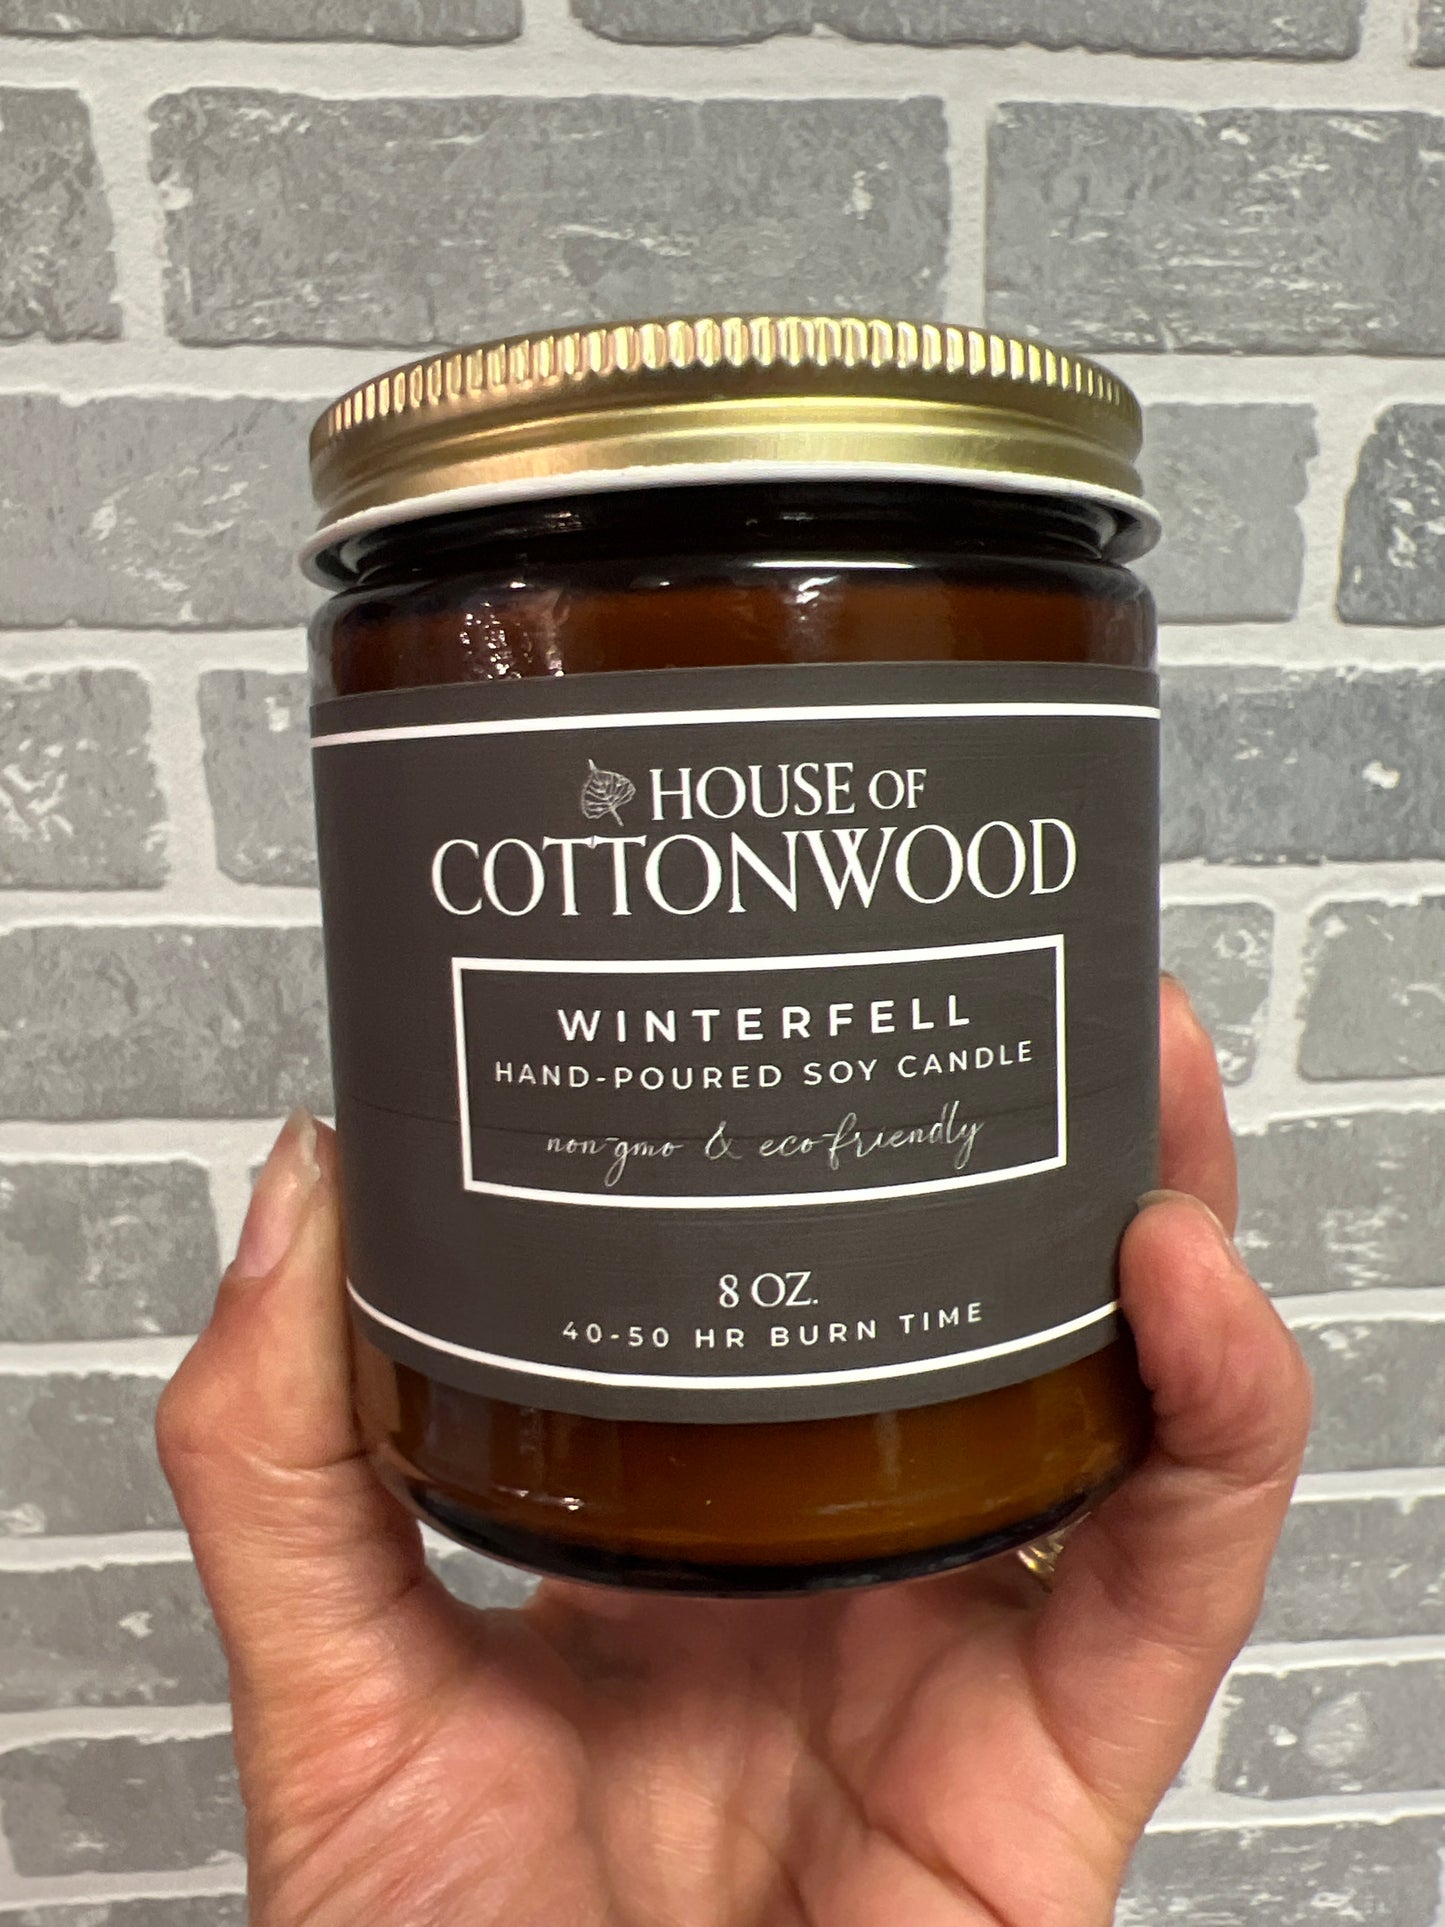 HOUSE OF
COTTONWOOD
WINTERFELL
HAND-POURED SOY CANDLE
non-gmo & eco-friendly
8 OZ.
40-50 HR BURN TIME